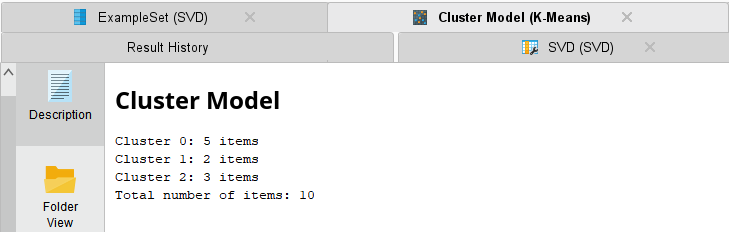 ExampleSet (SVD)
Cluster Model (K-Means)
Result History
SVD (SVD)
Description
Folder
View
Cluster Model
Cluster 0: 5 items
Cluster 1: 2 items
Cluster 2: 3 items
Total number of items: 10